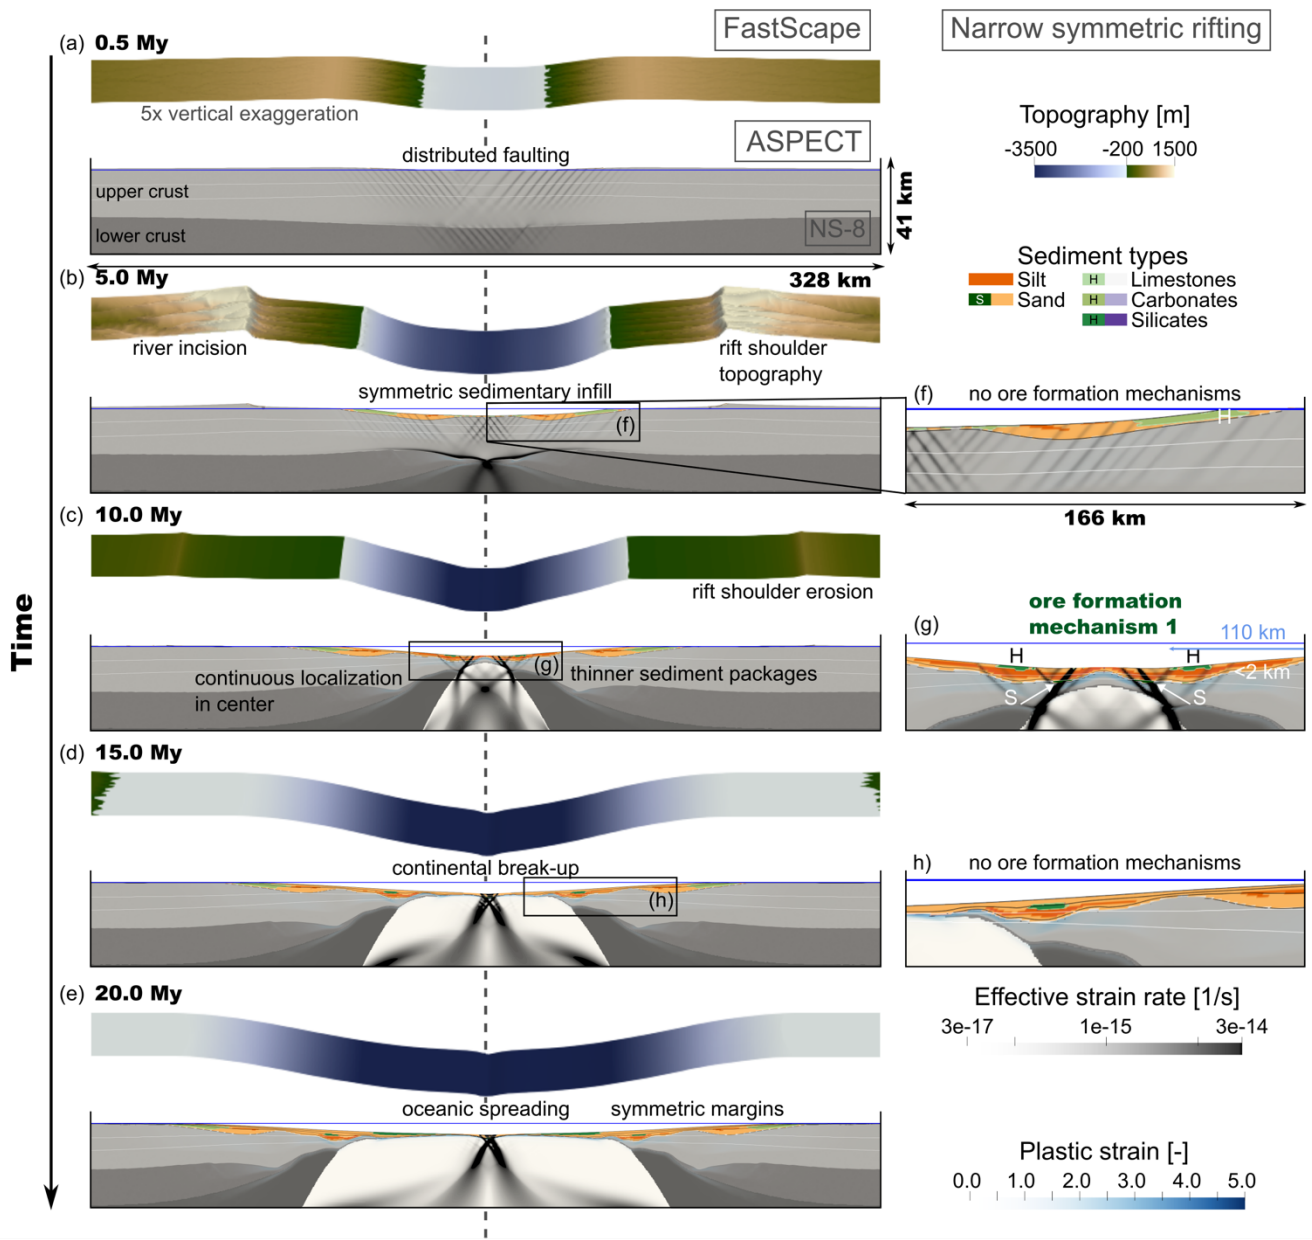 FastScape
Narrow symmetric rifting
(a) 0.5 My
5x vertical exaggeration
Topography [m]
-3500 -200 1500
ASPECT
distributed faulting
upper crust
lower crust
NS-8
41 km
328 km
Sediment types
Silt
S Sand
H Limestones
H Carbonates
H Silicates
(b) 5.0 My
river incision
rift shoulder
topography
symmetric sedimentary infill
(f)
(f) no ore formation mechanisms
H
166 km
(c) 10.0 My
rift shoulder erosion
continuous localization
in center
(g)
thinner sediment packages
ore formation
mechanism 1
(g)
110 km
H H
<2 km
S S
Time
(d) 15.0 My
continental break-up
(h)
h) no ore formation mechanisms
(e) 20.0 My
oceanic spreading
symmetric margins
Effective strain rate [1/s]
3e-17 1e-15 3e-14
Plastic strain [-]
0.0 1.0 2.0 3.0 4.0 5.0